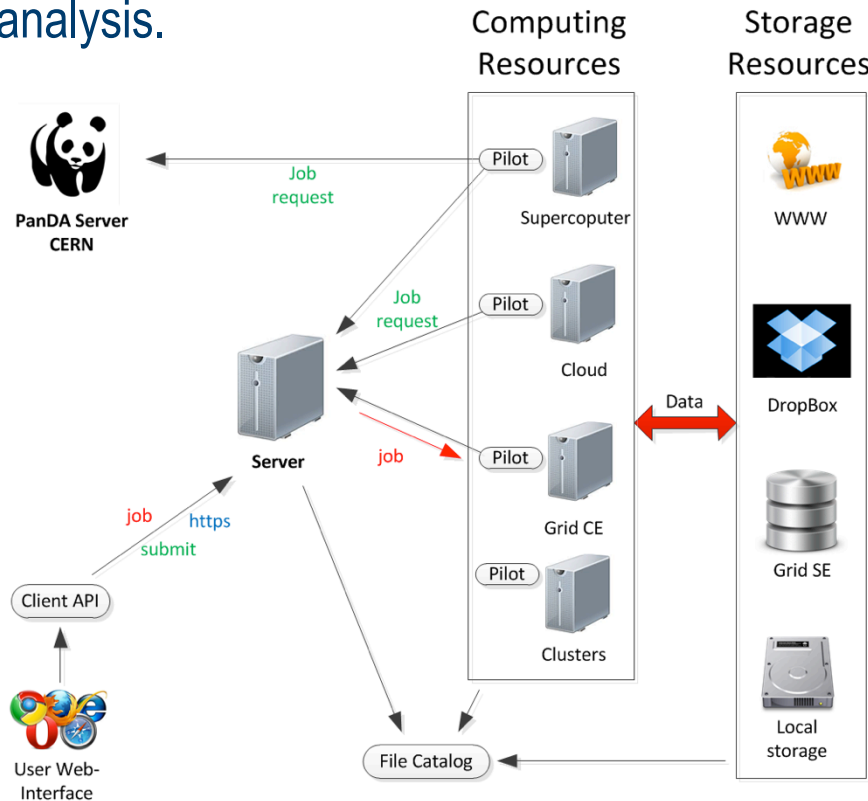 analysis.
Computing
Resources
Storage
Resources
PanDA Server
CERN
Job
request
Pilot
Supercoputer
WWW
WWW
Job
request
Pilot
Cloud
DropBox
Data
Server
job
Pilot
Grid CE
Grid SE
job
https
submit
Client API
Pilot
Clusters
User Web-
Interface
File Catalog
Local
storage